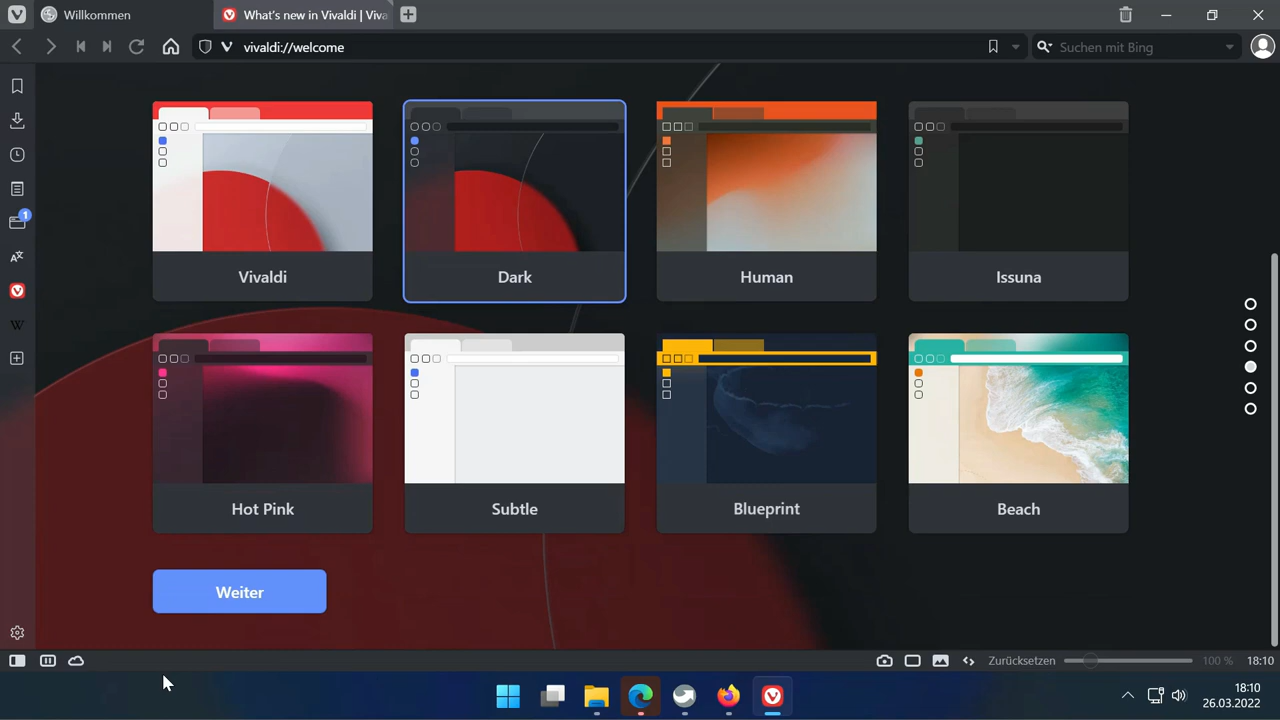 Willkommen
What's new in Vivaldi | Viva
vivaldi://welcome
Suchen mit Bing
1
W
Vivaldi
Dark
Human
Issuna
Hot Pink
Subtle
Blueprint
Beach
Weiter
Zurücksetzen
100 %
18:10
18:10
26.03.2022